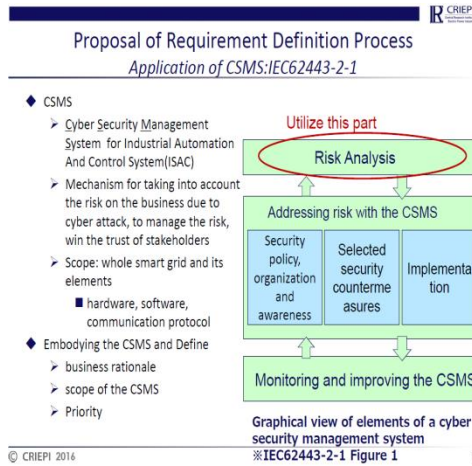 CRIEPI
Proposal of Requirement Definition Process
Application of CSMS:IEC62443-2-1
◆ CSMS
➢ Cyber Security Management
System for Industrial Automation
And Control System(ISAC)
➢ Mechanism for taking into account
the risk on the business due to
cyber attack, to manage the risk,
win the trust of stakeholders
➢ Scope: whole smart grid and its
elements
■ hardware, software,
communication protocol
◆ Embodying the CSMS and Define
➢ business rationale
➢ scope of the CSMS
➢ Priority
Utilize this part
Risk Analysis
Addressing risk with the CSMS
Security
policy,
organization
and
awareness
Selected
security
counterme
asures
Implementa
tion
Monitoring and improving the CSMS
Graphical view of elements of a cyber
security management system
※IEC62443-2-1 Figure 1
© CRIEPI 2016